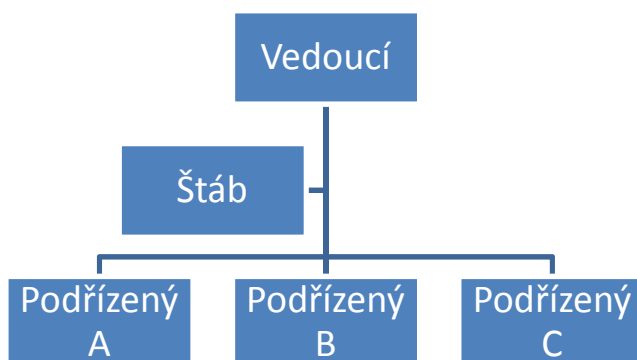 Vedoucí
Štáb
Podřízený
A
Podřízený
B
Podřízený
C